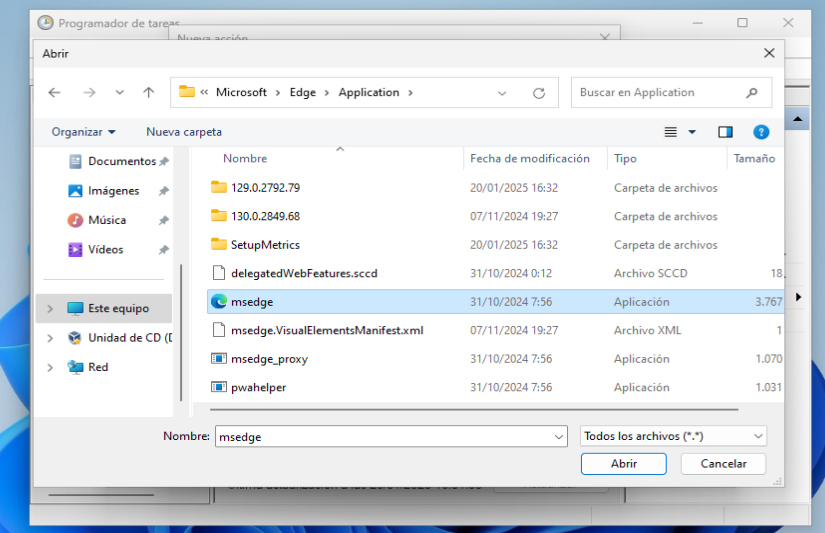 Programador de tareas
Nueva acción
Abrir
Microsoft > Edge > Application >
Buscar en Application
Organizar
Nueva carpeta
Documentos
Imágenes
Música
Vídeos
Este equipo
Unidad de CD (D
Red
Nombre Fecha de modificación Tipo Tamaño
129.0.2792.79 20/01/2025 16:32 Carpeta de archivos
130.0.2849.68 07/11/2024 19:27 Carpeta de archivos
SetupMetrics 20/01/2025 16:32 Carpeta de archivos
delegatedWebFeatures.sccd 31/10/2024 0:12 Archivo SCCD 18
msedge 31/10/2024 7:56 Aplicación 3.767
msedge.VisualElementsManifest.xml 07/11/2024 19:27 Archivo XML 1
msedge_proxy 31/10/2024 7:56 Aplicación 1.070
pwahelper 31/10/2024 7:56 Aplicación 1.031
Nombre: msedge
Todos los archivos (*.*)
Abrir
Cancelar